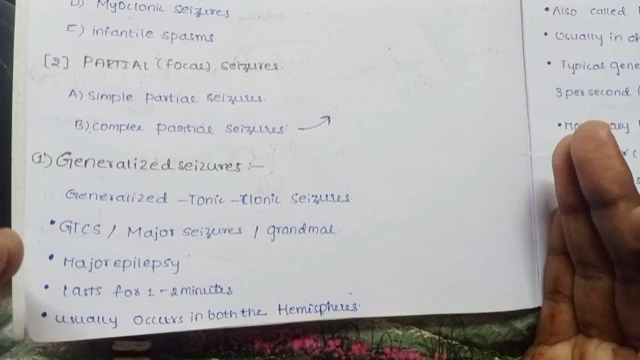 D) Myoclonic seizures
E) infantile spasms
[2] PARTIAL (focal) seizures.
A) simple partial seizures.
B) complex partial seizures
(1) Generalized seizures :-
Generalized - Tonic - Clonic seizures.
• GTCS / Major seizures / grandmal
• Major epilepsy
• Lasts for 1-2 minutes
• usually occurs in both the Hemispheres.
• Also called
• usually in
• Typical
3 per second